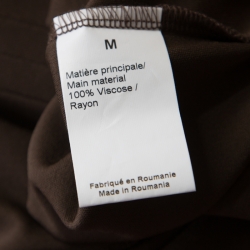 M
Matière principale/
Main material
100% Viscose /
Rayon
Fabriqué en Roumanie
Made in Roumania